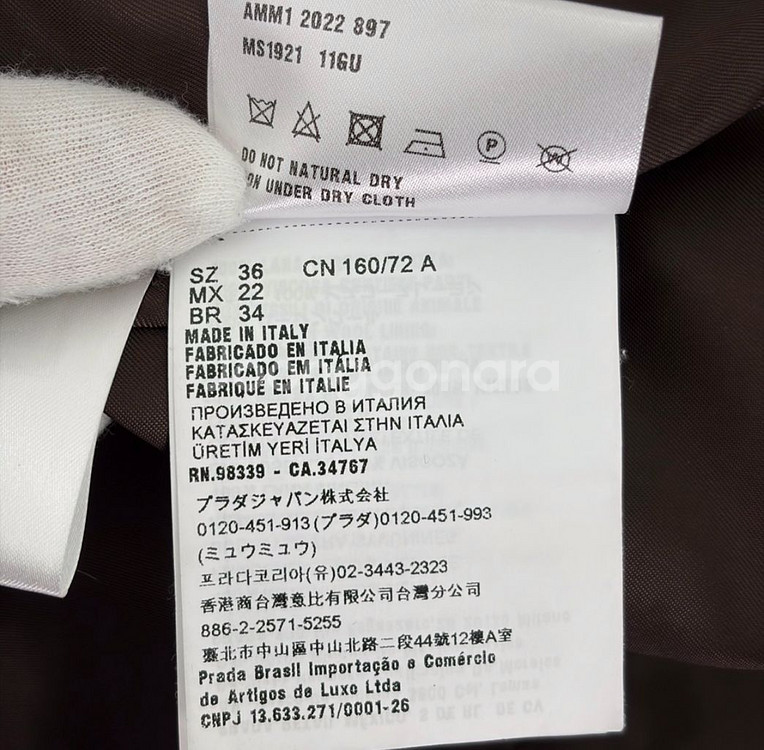 AMM1 2022 897
MS1921 11GU
P
W
DO NOT NATURAL DRY
UNDER DRY CLOTH
SZ 36 CN 160/72 A
MX 22
BR 34
MADE IN ITALY
FABRICADO EN ITALIA
FABRICADO EM ITÁLIA
FABRIQUÉ EN ITALIE
ПРОИЗВЕДЕНО В ИТАЛИЯ
ΚΑΤΑΣΚΕΥΑΖΕΤΑΙ ΣΤΗΝ ΙΤΑΛΙΑ
ÜRETİM YERİ İTALYA
RN.98339 - CA.34767
プラダジャパン株式会社
0120-451-913(プラダ)0120-451-993
(ミュウミュウ)
프라다코리아(유)02-3443-2323
香港商台灣意比有限公司台灣分公司
886-2-2571-5255
臺北市中山區中山北路二段44號12樓A室
Prada Brasil Importação e Comércio
de Artigos de Luxo Ltda
CNPJ 13.633.271/0001-26